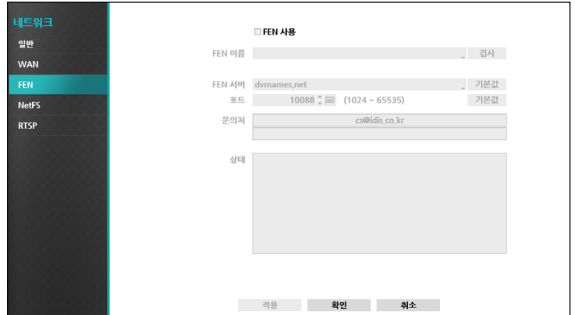 네트워크
일반
WAN
FEN
NetFS
RTSP
FEN 사용
FEN 이름 검사
FEN 서버 dvrnames.net 기본값
포트 10088 (1024 ~ 65535) 기본값
문의처 cs@idis.co.kr
상태
적용 확인 취소